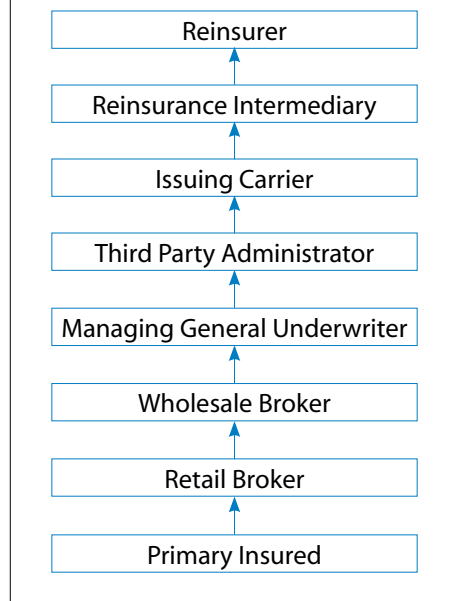 Reinsurer
Reinsurance Intermediary
Issuing Carrier
Third Party Administrator
Managing General Underwriter
Wholesale Broker
Retail Broker
Primary Insured